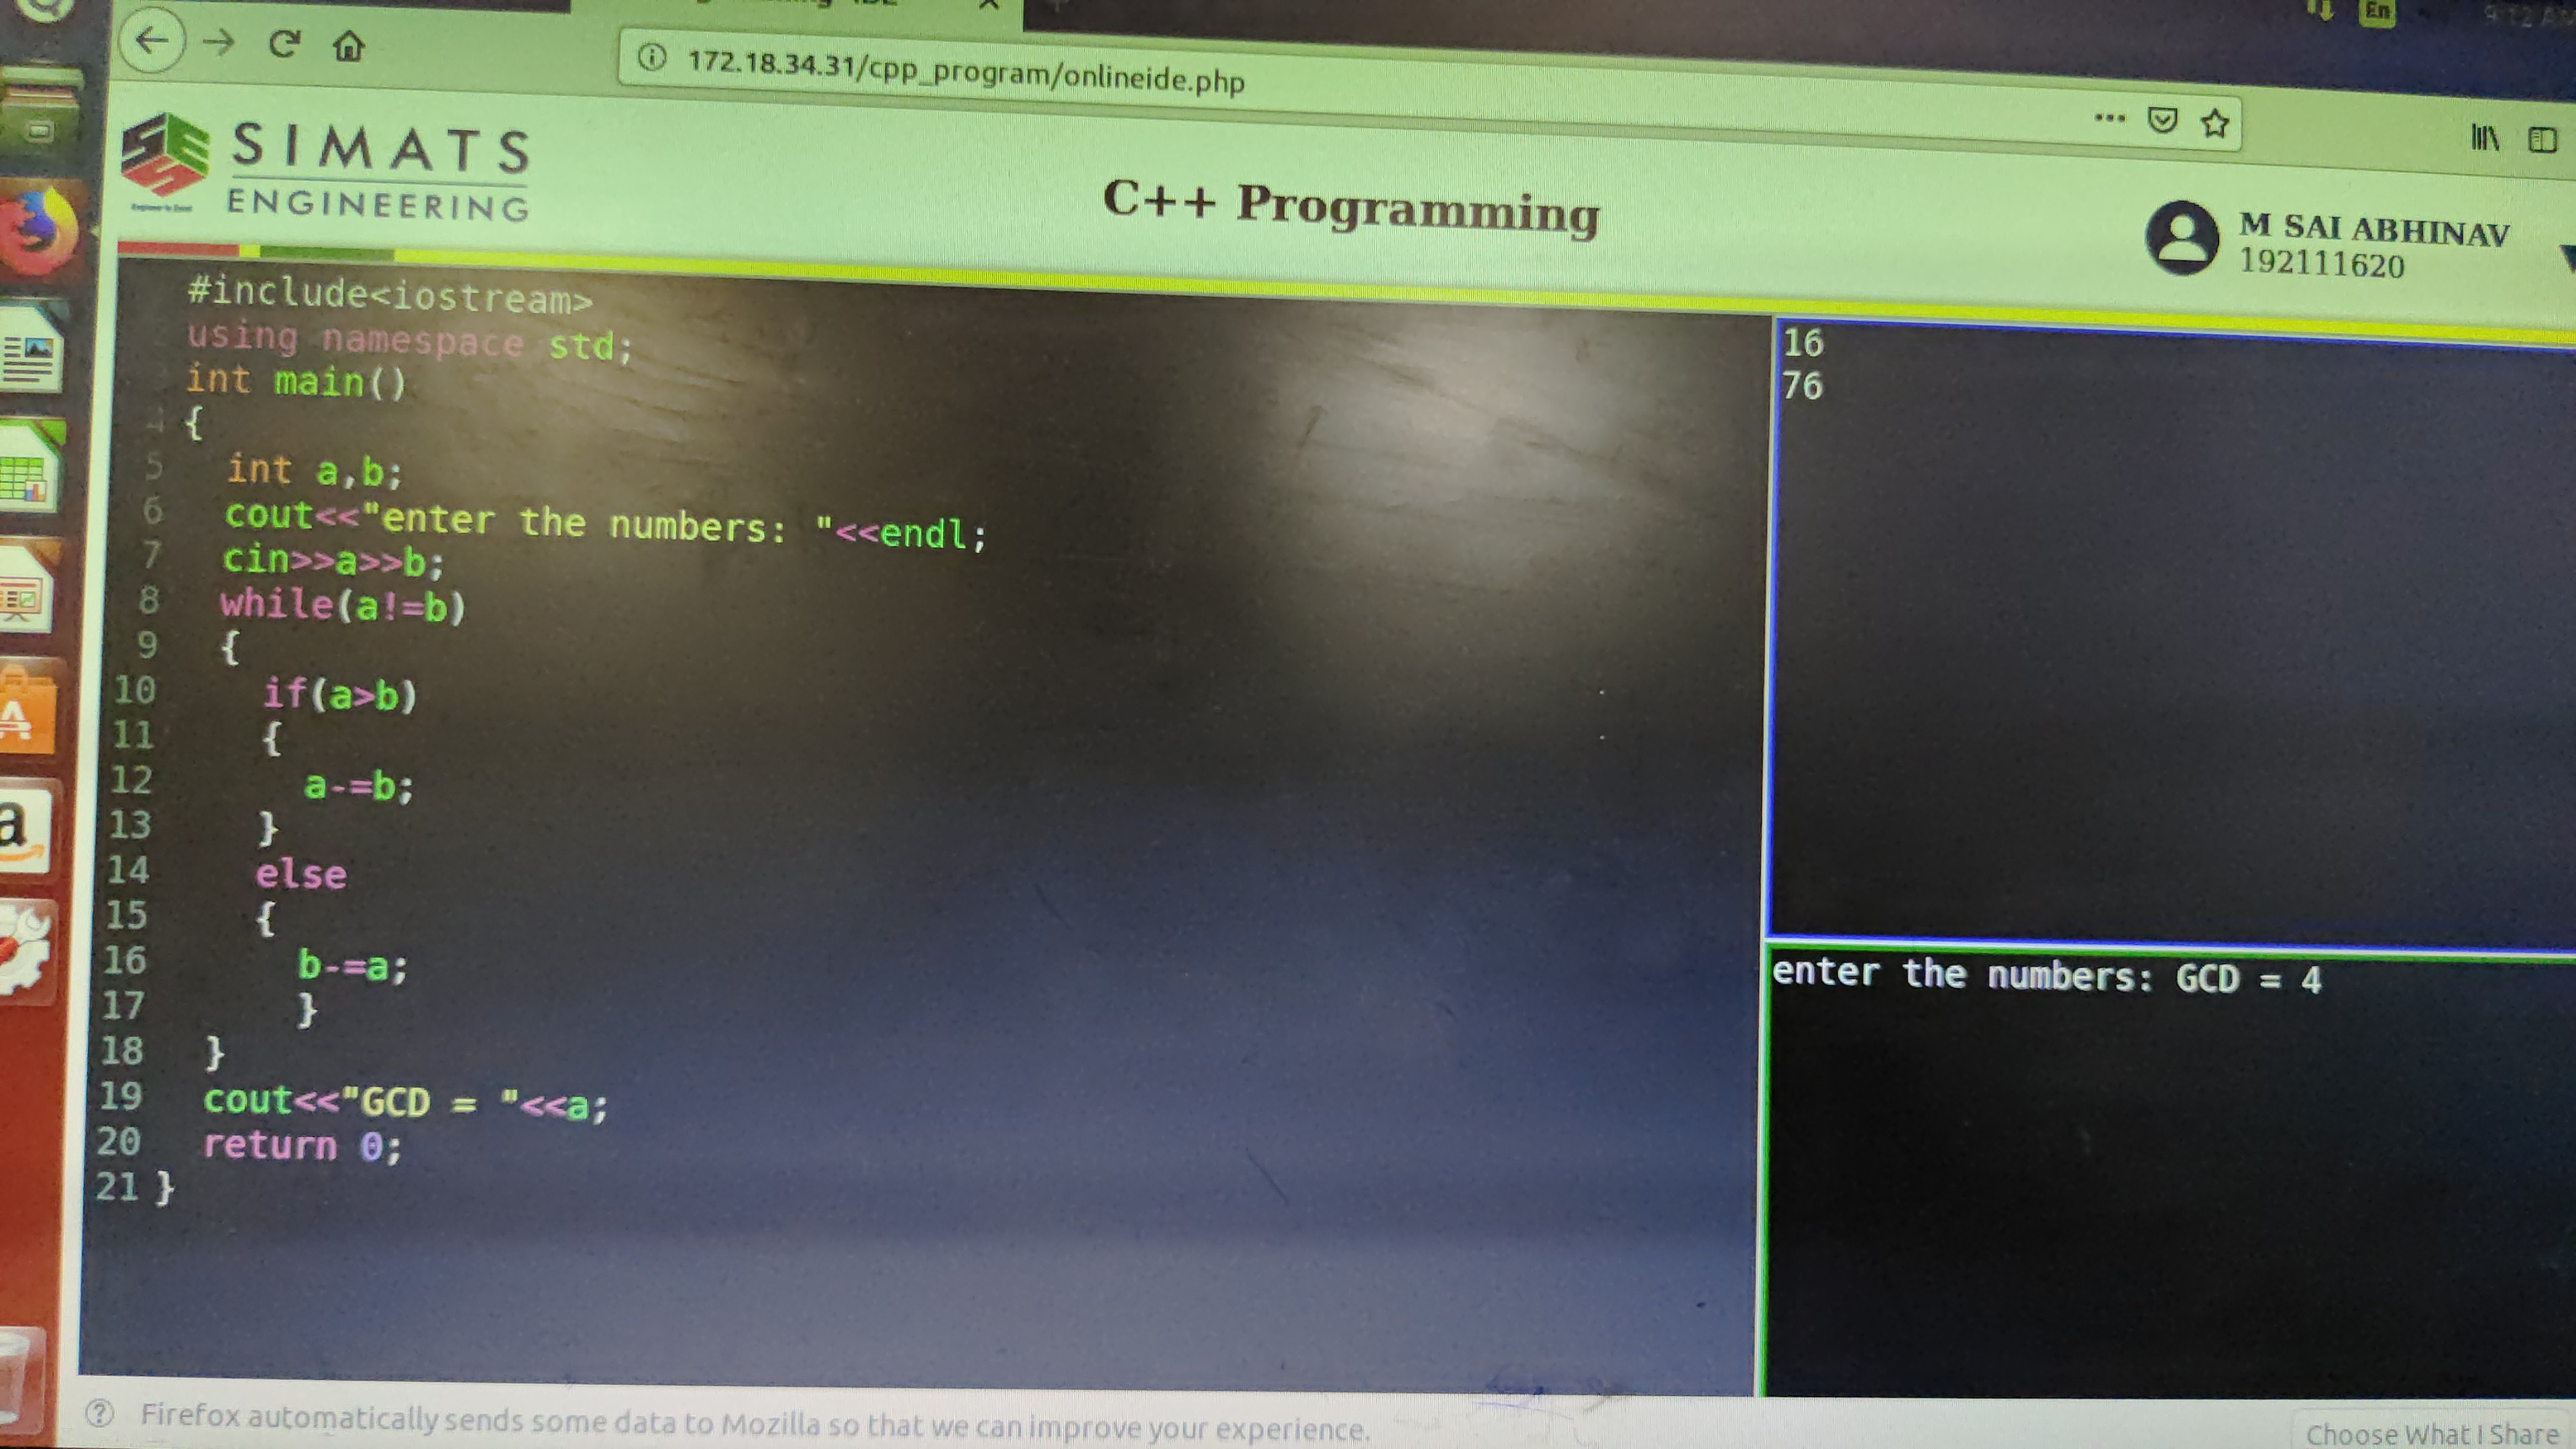 172.18.34.31/cpp_program/onlineide.php
En
SIMATS
ENGINEERING
C++ Programming
M SAI ABHINAV
192111620
#include<iostream>
using namespace std;
int main()
4 {
5 int a,b;
6 cout<<"enter the numbers: "<<endl;
7 cin>>a>>b;
8 while(a!=b)
9 {
10 if(a>b)
11 {
12 a-=b;
13 }
14 else
15 {
16 b-=a;
17 }
18 }
19 cout<<"GCD = "<<a;
20 return 0;
21 }
16
76
enter the numbers: GCD = 4
Firefox automatically sends some data to Mozilla so that we can improve your experience.
Choose What I Share